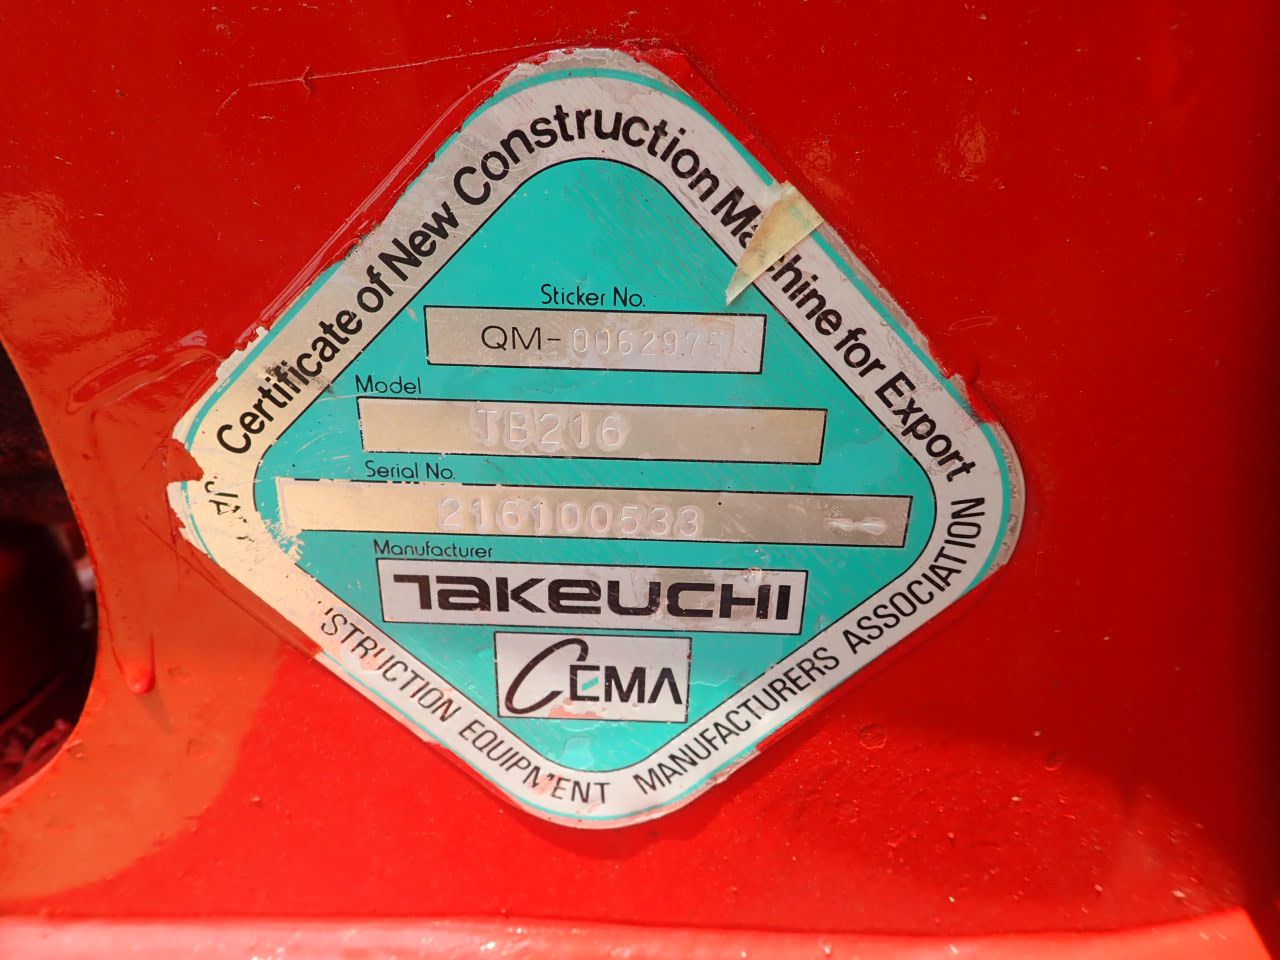 Certificate of New Construction Machine for Export
Sticker No.
QM-0062975
Model
TB216
Serial No.
216100533
Manufacturer
TAKEUCHI
CEMA
EQUIPMENT MANUFACTURERS ASSOCIATION